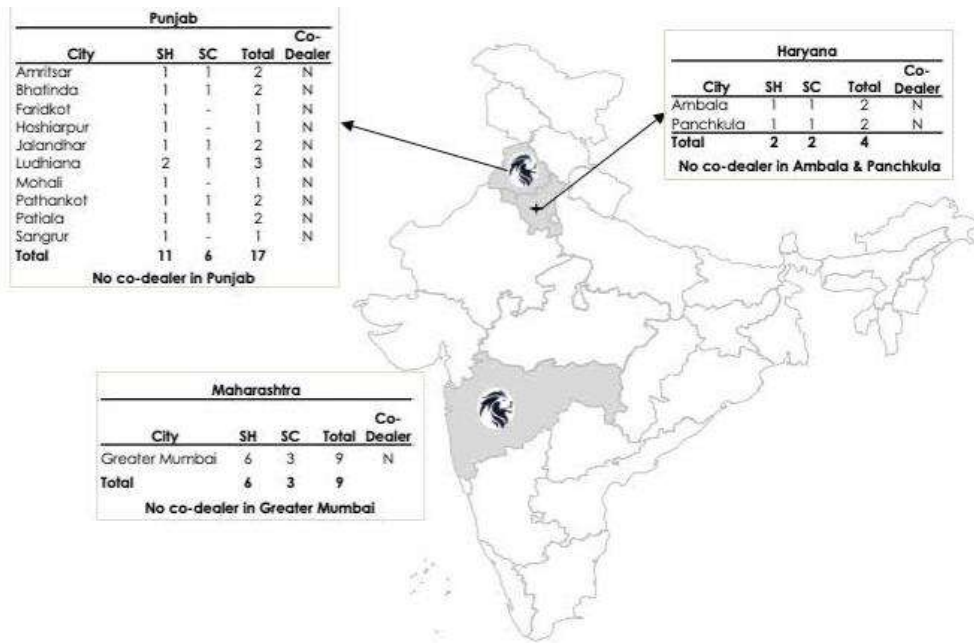 Punjab
City SH SC Total Co-Dealer
Amritsar 1 1 2 N
Bhatinda 1 1 2 N
Faridkot 1 - 1 N
Hoshiarpur 1 - 1 N
Jalandhar 1 1 2 N
Ludhiana 2 1 3 N
Mohali 1 - 1 N
Pathankot 1 1 2 N
Patiala 1 1 2 N
Sangrur 1 - 1 N
Total 11 6 17
No co-dealer in Punjab
Haryana
City SH SC Total Co-Dealer
Ambala 1 1 2 N
Panchkula 1 1 2 N
Total 2 2 4
No co-dealer in Ambala & Panchkula
Maharashtra
City SH SC Total Co-Dealer
Greater Mumbai 6 3 9 N
Total 6 3 9
No co-dealer in Greater Mumbai